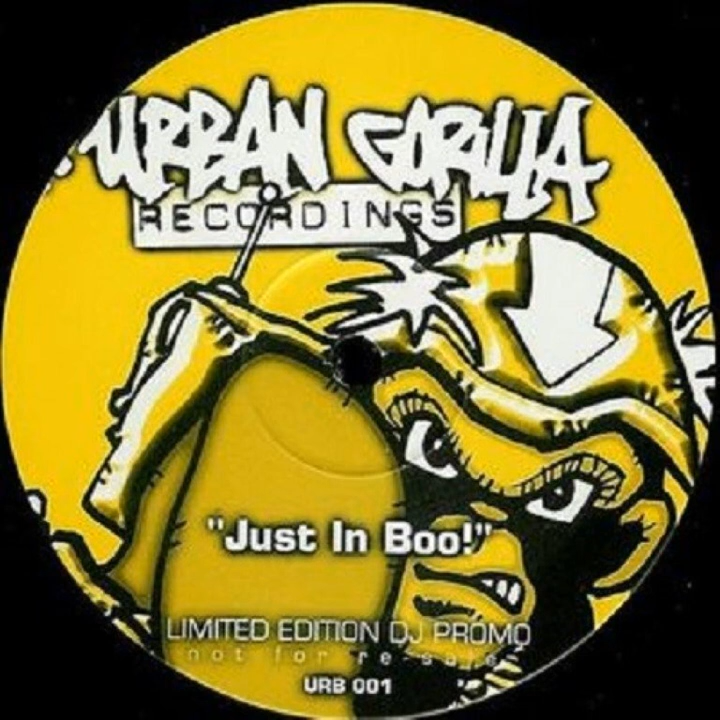 URBAN GORILLA
RECORDINGS
"Just In Boo!"
LIMITED EDITION DJ PROMO
not for re-sale
URB 001